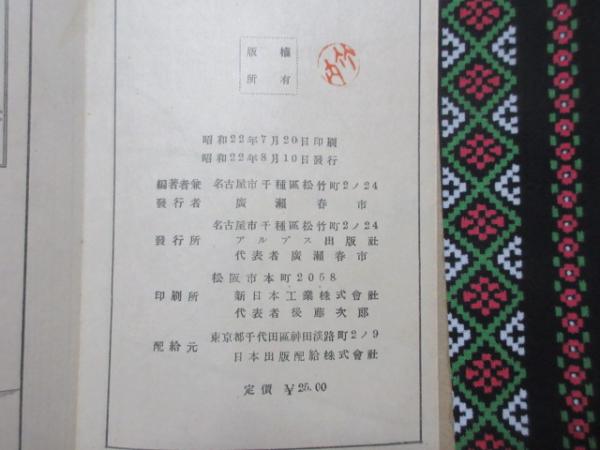 版權
所有
昭和22年7月20日印刷
昭和22年8月10日發行
編著者兼 名古屋市千種區松竹町2ノ24
發行者 廣瀨春市
名古屋市千種區松竹町2ノ24
發行所 アルプス出版社
代表者 廣瀨春市
松阪市本町2058
印刷所 新日本工業株式會社
代表者 後藤次郎
東京都千代田區神田淡路町2ノ9
配給元 日本出版配給株式會社
定價 ¥25.00